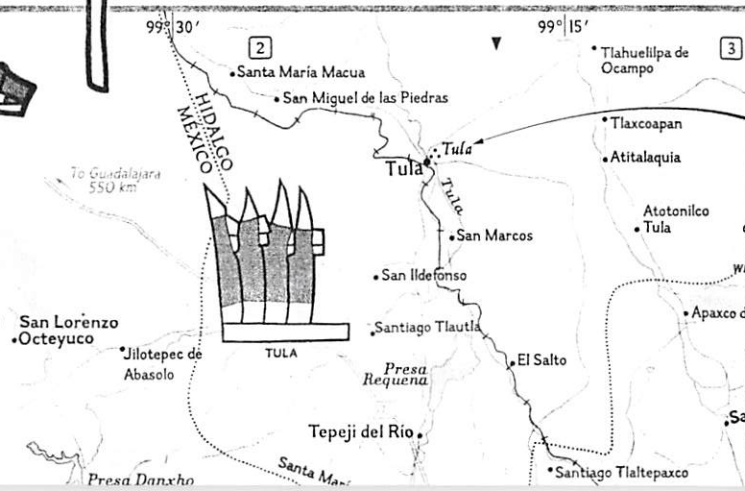 99° 30′
2
99° 15′
3
Tlahuelilpa de
Ocampo
Santa María Macua
San Miguel de las Piedras
HIDALGO
MÉXICO
Tlaxcoapan
Tula
Tula
Atitalaquia
To Guadalajara
550 km
Tula
Atotonilco
Tula
San Marcos
San Ildefonso
Apaxco d
San Lorenzo
Octeyuco
Santiago Tlautla
Jilotepec de
Abasolo
TULA
El Salto
Presa
Requena
Tepeji del Río
Sa
Santa Mar
Santiago Tlaltepaxco
Presa Danxho